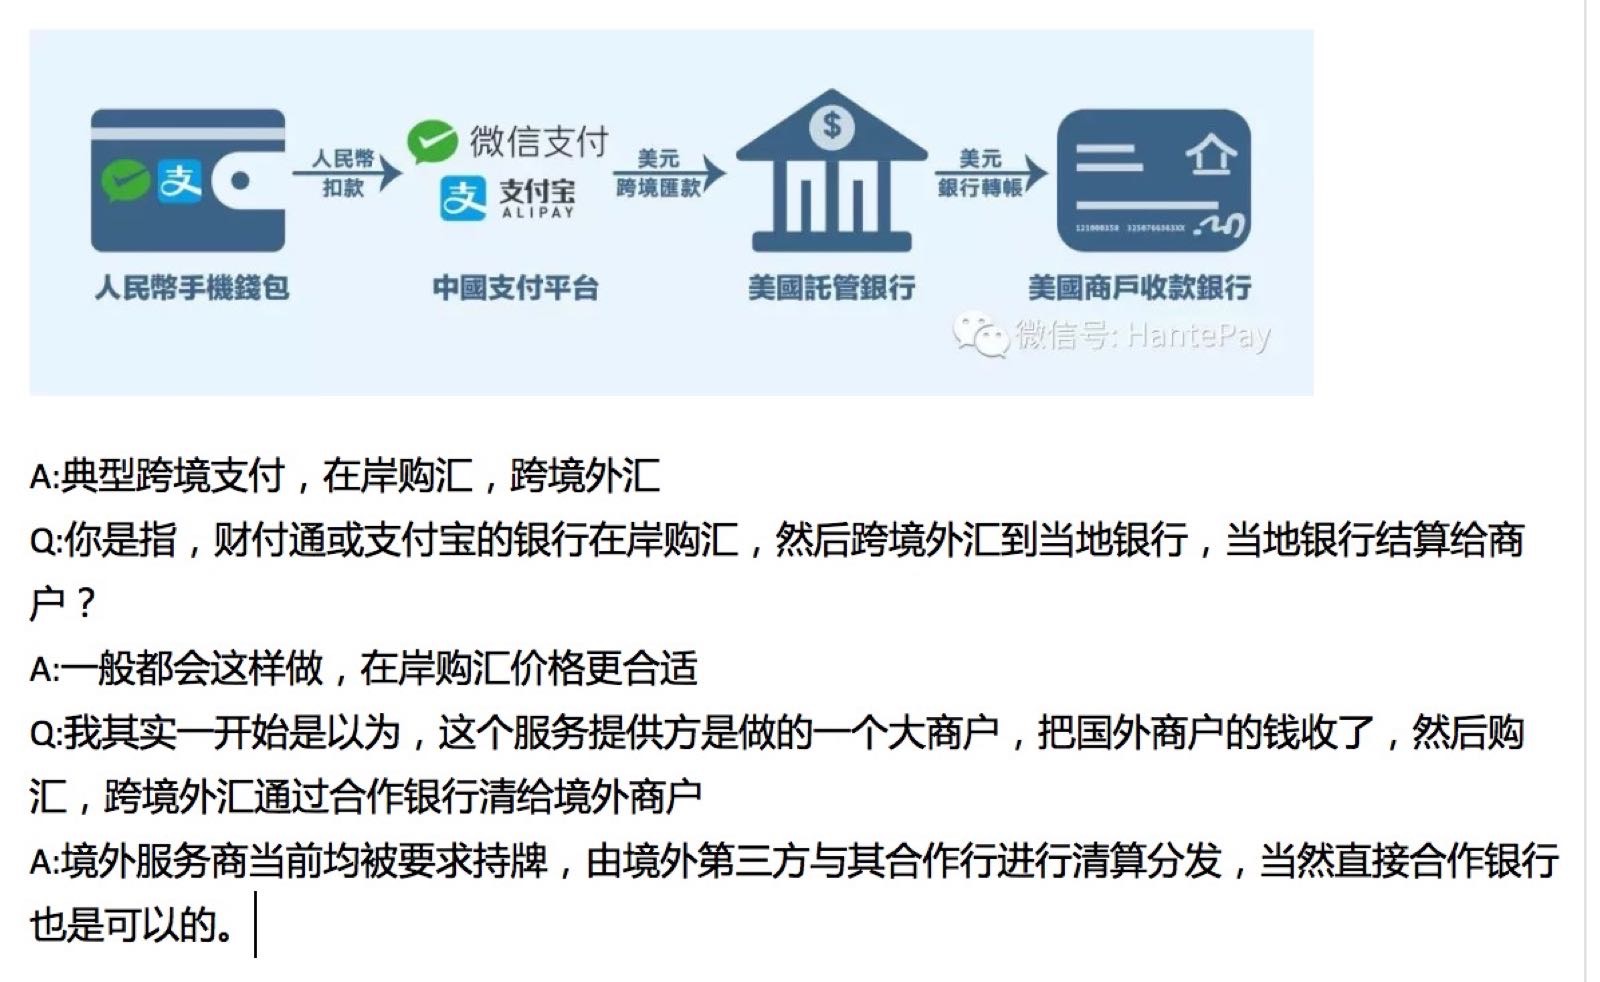 支
人民幣
扣款
微信支付
支 支付宝
ALIPAY
美元
跨境匯款
$
美元
銀行轉帳
人民幣手機錢包
中國支付平台
美國託管銀行
美國商戶收款銀行
微信号: HantePay
A:典型跨境支付，在岸购汇，跨境外汇
Q:你是指，财付通或支付宝的银行在岸购汇，然后跨境外汇到当地银行，当地银行结算给商
户？
A:一般都会这样做，在岸购汇价格更合适
Q:我其实一开始是以为，这个服务提供方是做的一个大商户，把国外商户的钱收了，然后购
汇，跨境外汇通过合作银行清给境外商户
A:境外服务商当前均被要求持牌，由境外第三方与其合作行进行清算分发，当然直接合作银行
也是可以的。